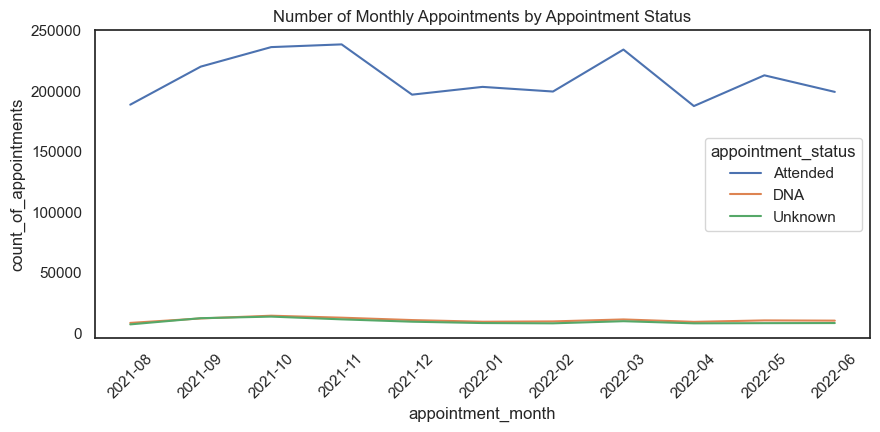 Number of Monthly Appointments by Appointment Status
250000
200000
150000
100000
50000
0
count_of_appointments
appointment_status
Attended
DNA
Unknown
2021-08
2021-09
2021-10
2021-11
2021-12
2022-01
2022-02
2022-03
2022-04
2022-05
2022-06
appointment_month